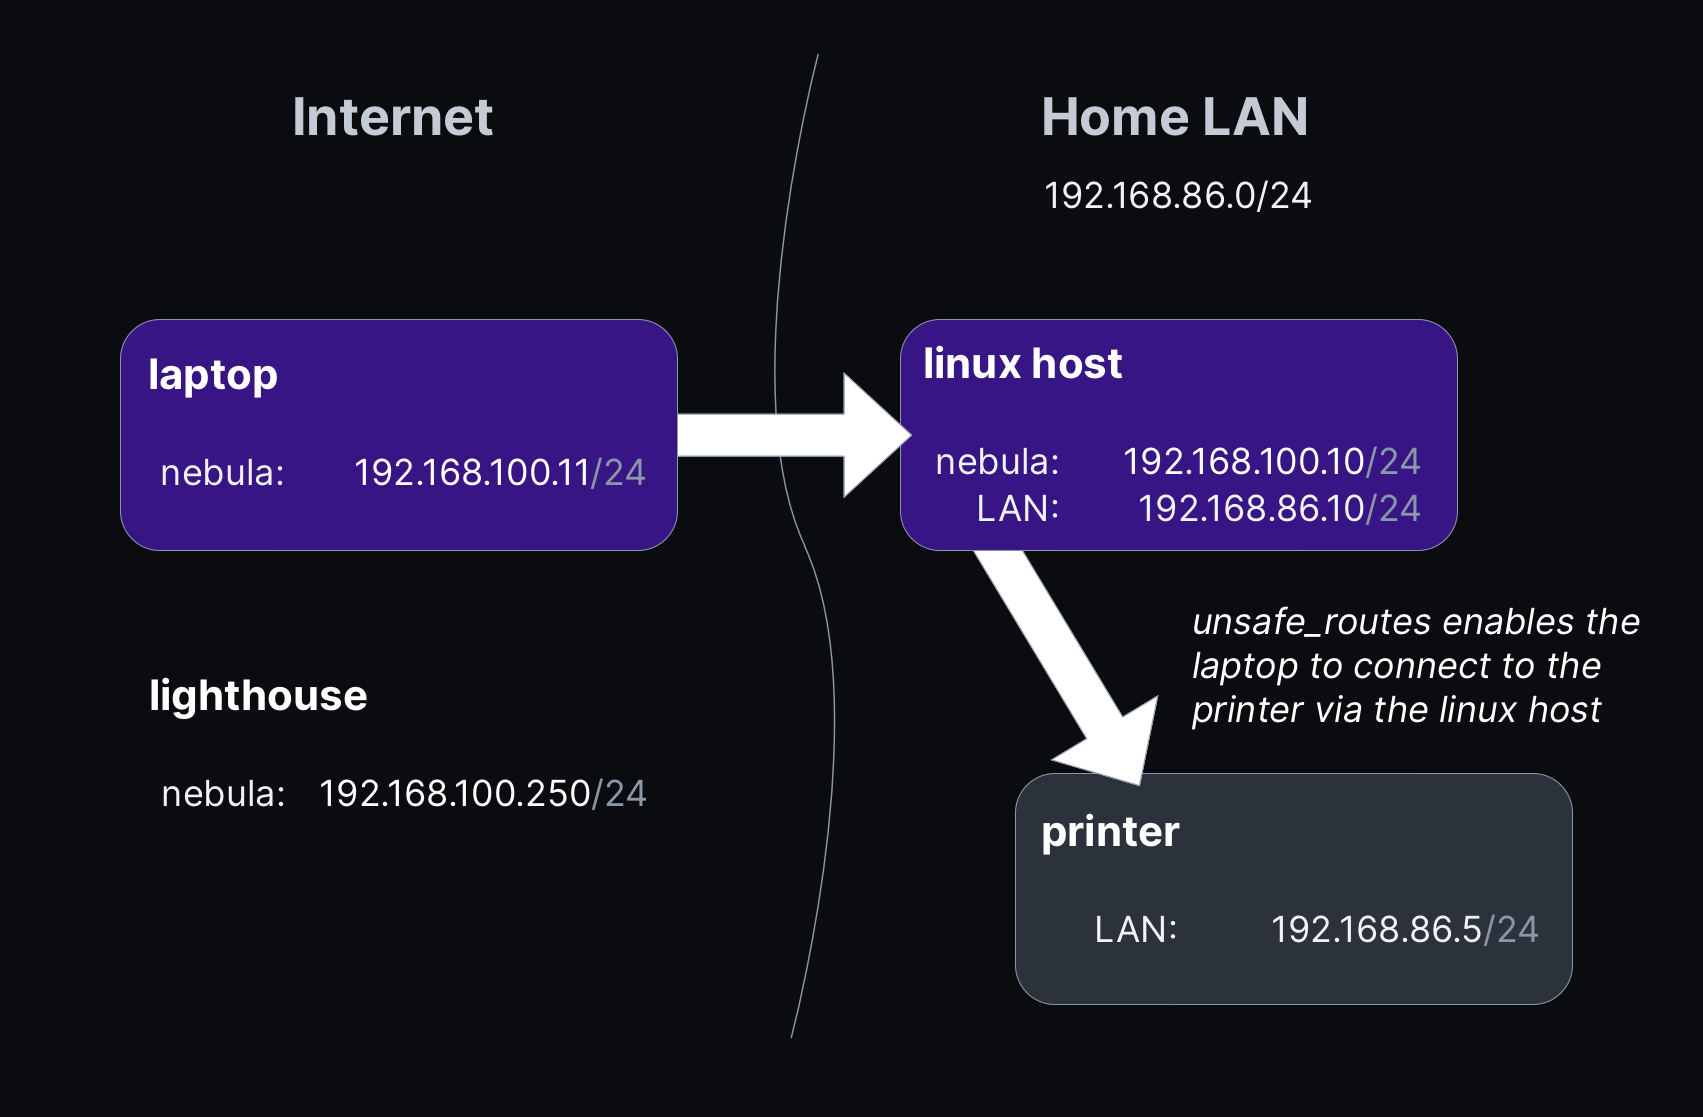 Internet
Home LAN
192.168.86.0/24
laptop
nebula: 192.168.100.11/24
linux host
nebula: 192.168.100.10/24
LAN: 192.168.86.10/24
unsafe_routes enables the
laptop to connect to the
printer via the linux host
lighthouse
nebula: 192.168.100.250/24
printer
LAN: 192.168.86.5/24